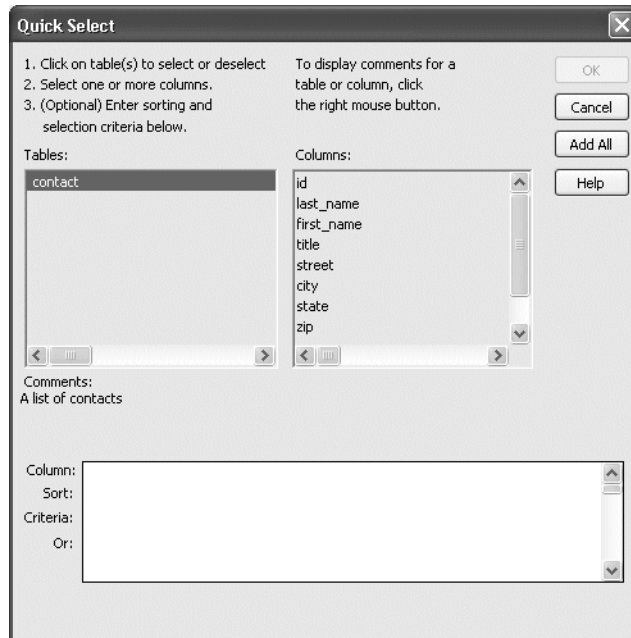 Quick Select
1. Click on table(s) to select or deselect
2. Select one or more columns.
3. (Optional) Enter sorting and
selection criteria below.
To display comments for a
table or column, click
the right mouse button.
OK
Cancel
Add All
Help
Tables:
contact
Columns:
id
last_name
first_name
title
street
city
state
zip
Comments:
A list of contacts
Column:
Sort:
Criteria:
Or: